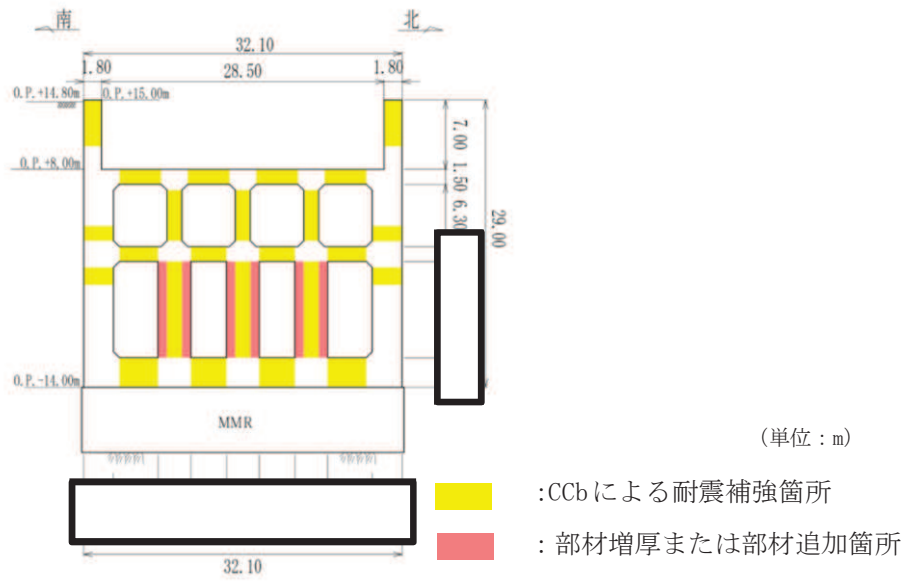 南
北
32.10
1.80
28.50
1.80
O.P.+14.80m
O.P.+15.00m
O.P.+8.00m
7.00
1.50
6.30
29.00
O.P.-14.00m
MMR
(単位:m)
:CCbによる耐震補強箇所
:部材増厚または部材追加箇所
32.10